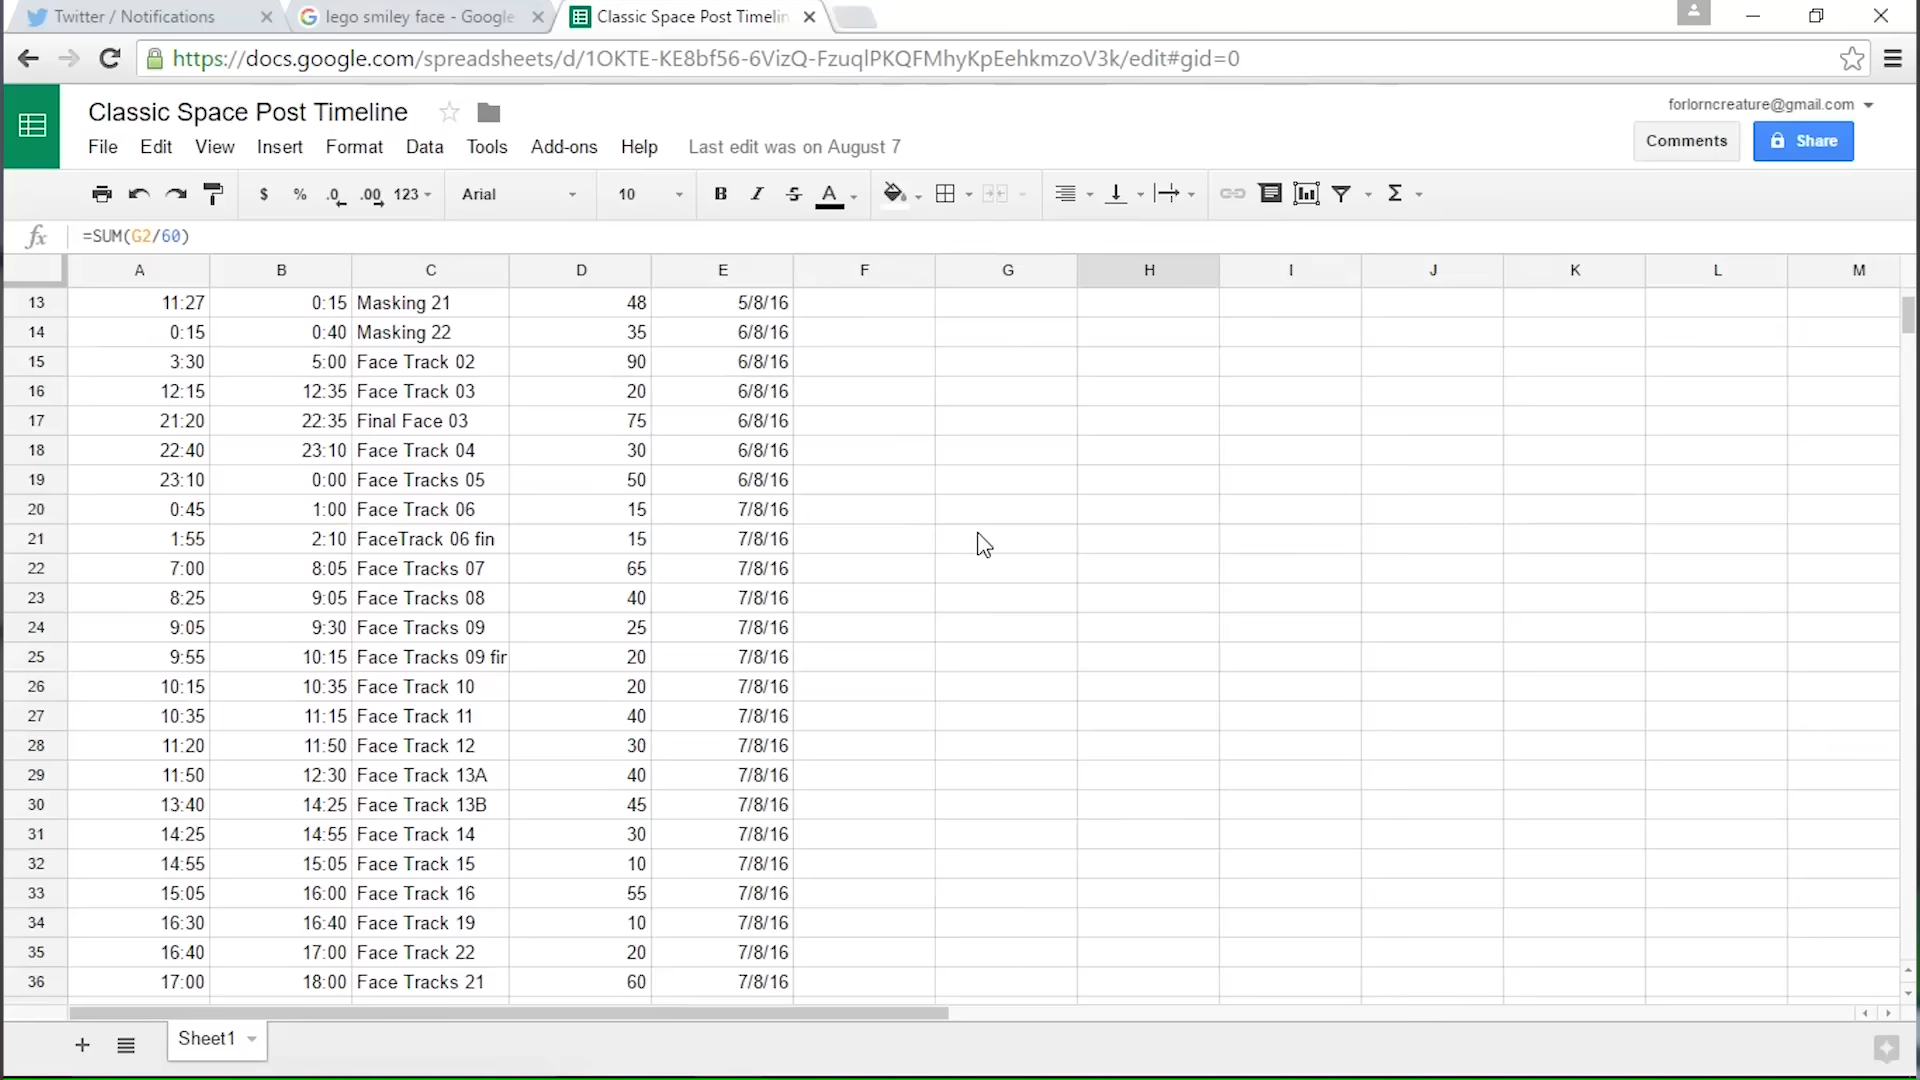 Twitter / Notifications
lego smiley face - Google
Classic Space Post Timelin
https://docs.google.com/spreadsheets/d/1OKTE-KE8bf56-6VizQ-FzuqlPKQFMhyKpEehkmzoV3k/edit#gid=0
Classic Space Post Timeline
forlorncreature@gmail.com
File Edit View Insert Format Data Tools Add-ons Help Last edit was on August 7
Comments Share
$ % .0 .00 123 Arial 10 B I S A Σ
fx =SUM(G2/60)
A B C D E F G H I J K L M
13 11:27 0:15 Masking 21 48 5/8/16
14 0:15 0:40 Masking 22 35 6/8/16
15 3:30 5:00 Face Track 02 90 6/8/16
16 12:15 12:35 Face Track 03 20 6/8/16
17 21:20 22:35 Final Face 03 75 6/8/16
18 22:40 23:10 Face Track 04 30 6/8/16
19 23:10 0:00 Face Tracks 05 50 6/8/16
20 0:45 1:00 Face Track 06 15 7/8/16
21 1:55 2:10 FaceTrack 06 fin 15 7/8/16
22 7:00 8:05 Face Tracks 07 65 7/8/16
23 8:25 9:05 Face Tracks 08 40 7/8/16
24 9:05 9:30 Face Tracks 09 25 7/8/16
25 9:55 10:15 Face Tracks 09 fir 20 7/8/16
26 10:15 10:35 Face Track 10 20 7/8/16
27 10:35 11:15 Face Track 11 40 7/8/16
28 11:20 11:50 Face Track 12 30 7/8/16
29 11:50 12:30 Face Track 13A 40 7/8/16
30 13:40 14:25 Face Track 13B 45 7/8/16
31 14:25 14:55 Face Track 14 30 7/8/16
32 14:55 15:05 Face Track 15 10 7/8/16
33 15:05 16:00 Face Track 16 55 7/8/16
34 16:30 16:40 Face Track 19 10 7/8/16
35 16:40 17:00 Face Track 22 20 7/8/16
36 17:00 18:00 Face Tracks 21 60 7/8/16
Sheet1